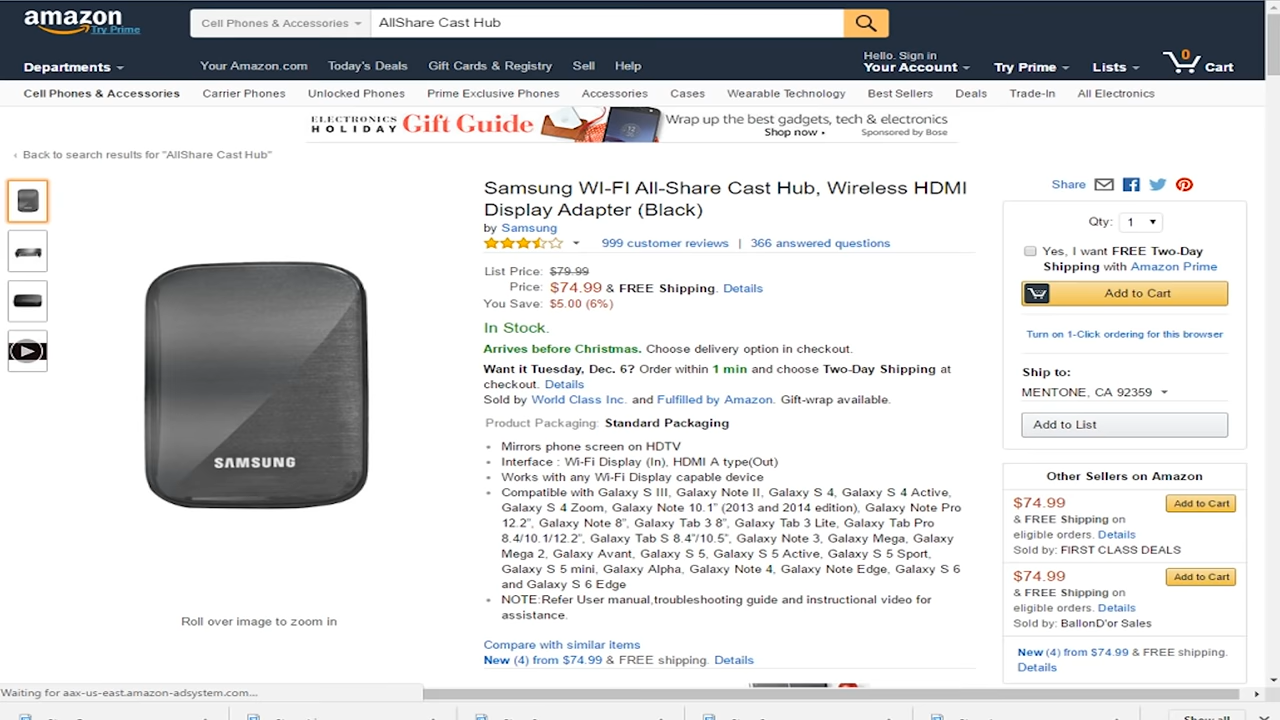 amazon
Try Prime
Cell Phones & Accessories
AllShare Cast Hub
Departments
Your Amazon.com
Today's Deals
Gift Cards & Registry
Sell
Help
Hello. Sign in
Your Account
Try Prime
Lists
0
Cart
Cell Phones & Accessories
Carrier Phones
Unlocked Phones
Prime Exclusive Phones
Accessories
Cases
Wearable Technology
Best Sellers
Deals
Trade-In
All Electronics
ELECTRONICS
HOLIDAY Gift Guide
Wrap up the best gadgets, tech & electronics
Shop now
Sponsored by Bose
‹ Back to search results for "AllShare Cast Hub"
SAMSUNG
Roll over image to zoom in
Samsung WI-FI All-Share Cast Hub, Wireless HDMI
Display Adapter (Black)
by Samsung
999 customer reviews | 366 answered questions
List Price: $79.99
Price: $74.99 & FREE Shipping. Details
You Save: $5.00 (6%)
In Stock.
Arrives before Christmas. Choose delivery option in checkout.
Want it Tuesday, Dec. 6? Order within 1 min and choose Two-Day Shipping at
checkout. Details
Sold by World Class Inc. and Fulfilled by Amazon. Gift-wrap available.
Product Packaging: Standard Packaging
• Mirrors phone screen on HDTV
• Interface : Wi-Fi Display (In), HDMI A type(Out)
• Works with any Wi-Fi Display capable device
• Compatible with Galaxy S III, Galaxy Note II, Galaxy S 4, Galaxy S 4 Active,
Galaxy S 4 Zoom, Galaxy Note 10.1” (2013 and 2014 edition), Galaxy Note Pro
12.2”, Galaxy Note 8”, Galaxy Tab 3 8”, Galaxy Tab 3 Lite, Galaxy Tab Pro
8.4/10.1/12.2”, Galaxy Tab S 8.4”/10.5”, Galaxy Note 3, Galaxy Mega, Galaxy
Mega 2, Galaxy Avant, Galaxy S 5, Galaxy S 5 Active, Galaxy S 5 Sport,
Galaxy S 5 mini, Galaxy Alpha, Galaxy Note 4, Galaxy Note Edge, Galaxy S 6
and Galaxy S 6 Edge
• NOTE:Refer User manual,troubleshooting guide and instructional video for
assistance.
Compare with similar items
New (4) from $74.99 & FREE shipping. Details
Share
Qty: 1
Yes, I want FREE Two-Day
Shipping with Amazon Prime
Add to Cart
Turn on 1-Click ordering for this browser
Ship to:
MENTONE, CA 92359
Add to List
Other Sellers on Amazon
$74.99
Add to Cart
& FREE Shipping on
eligible orders. Details
Sold by: FIRST CLASS DEALS
$74.99
Add to Cart
& FREE Shipping on
eligible orders. Details
Sold by: BallonD'or Sales
New (4) from $74.99 & FREE shipping.
Details
Waiting for aax-us-east.amazon-adsystem.com...
Show all